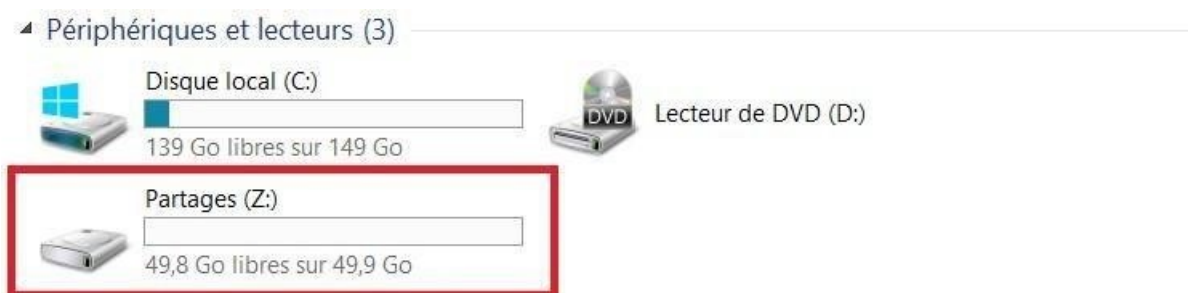 Périphériques et lecteurs (3)
Disque local (C:)
139 Go libres sur 149 Go
DVD
Lecteur de DVD (D:)
Partages (Z:)
49,8 Go libres sur 49,9 Go